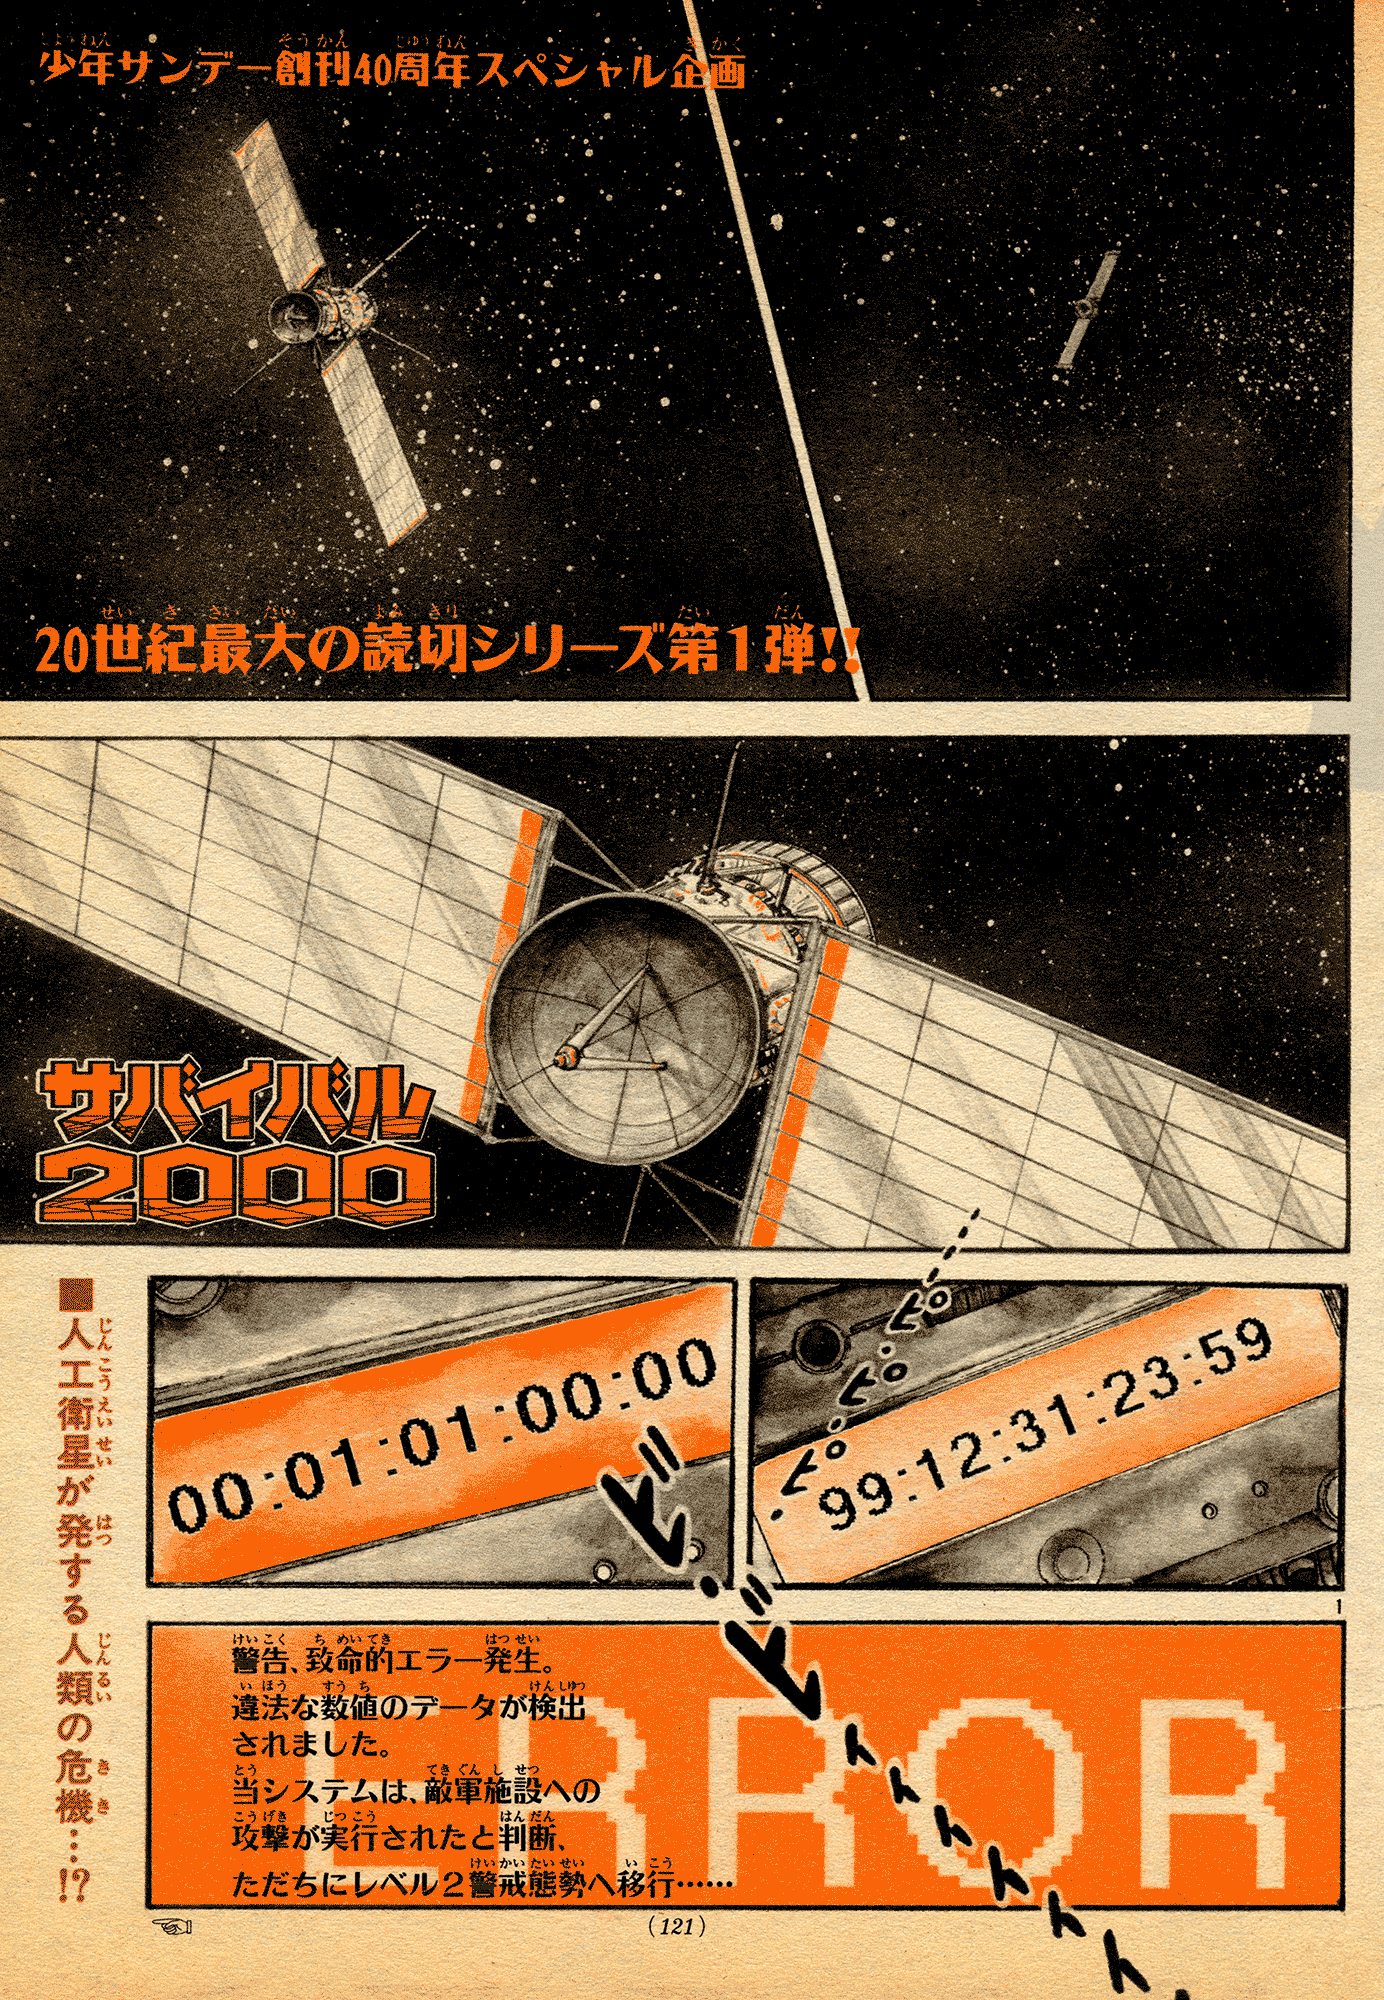 少年サンデー創刊40周年スペシャル企画
20世紀最大の読切シリーズ第1弾!!
サバイバル
2000
99:12:31:23:59
ピ・ピ・ピ・
00:01:01:00:00
ビ・ビ
人工衛星が発する人類の危機…!?
1
ERROR
警告、致命的エラー発生。
違法な数値のデータが検出
されました。
当システムは、敵軍施設への
攻撃が実行されたと判断、
ただちにレベル2警戒態勢へ移行……
(121)